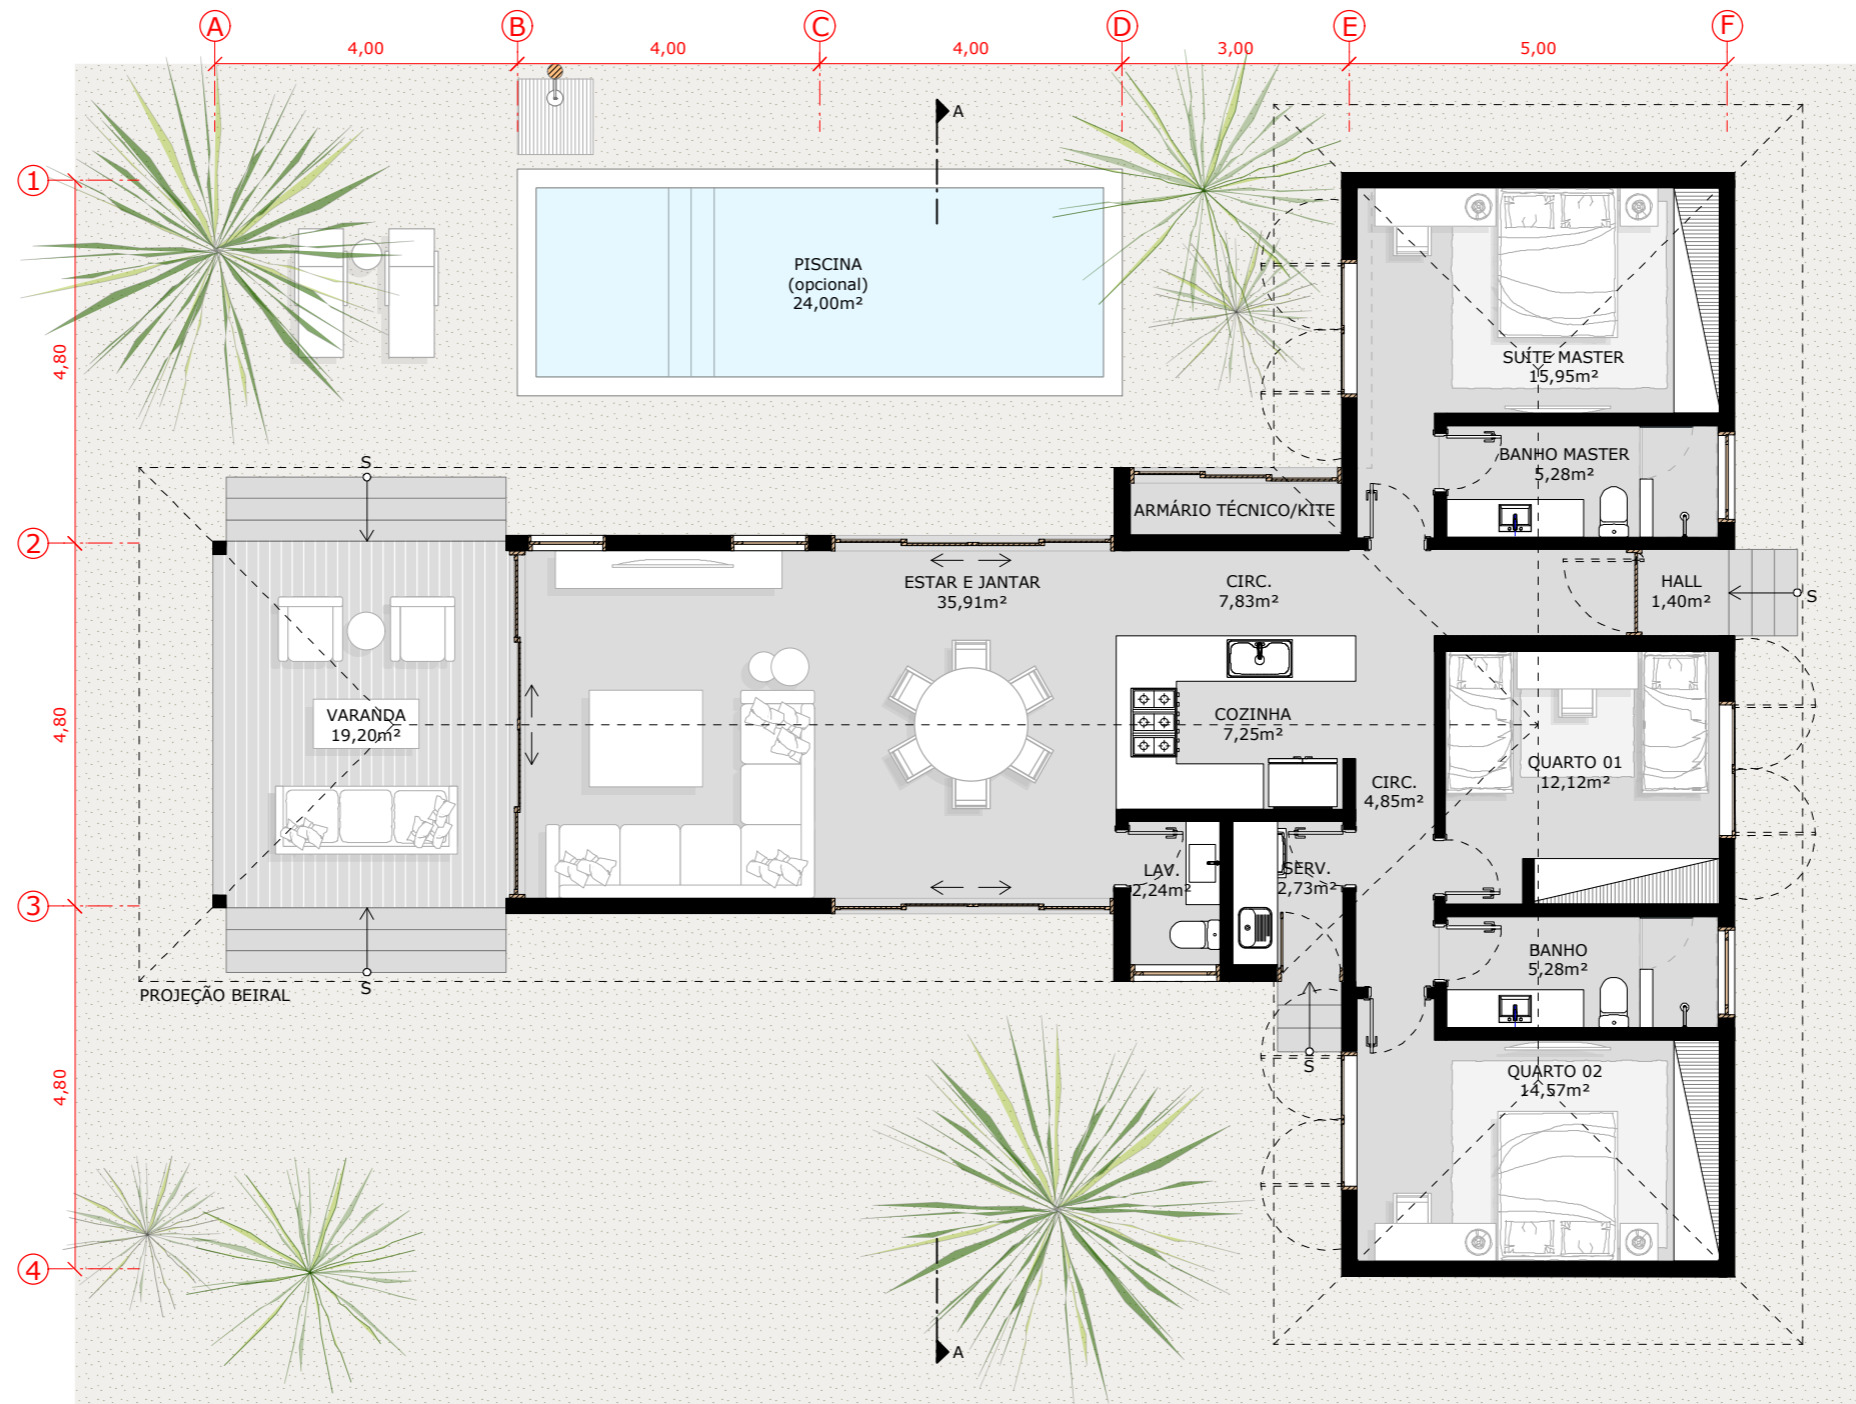 A
B
C
D
E
F
4,00
4,00
4,00
3,00
5,00
A
1
PISCINA
(opcional)
24,00m²
4,80
SUÍTE MASTER
15,95m²
BANHO MASTER
5,28m²
S
ARMÁRIO TÉCNICO/KITE
2
ESTAR E JANTAR
35,91m²
CIRC.
7,83m²
HALL
1,40m²
S
4,80
VARANDA
19,20m²
COZINHA
7,25m²
QUARTO 01
12,12m²
CIRC.
4,85m²
LAV.
2,24m²
SERV.
2,73m²
3
BANHO
5,28m²
S
PROJEÇÃO BEIRAL
S
4,80
QUARTO 02
14,57m²
4
A